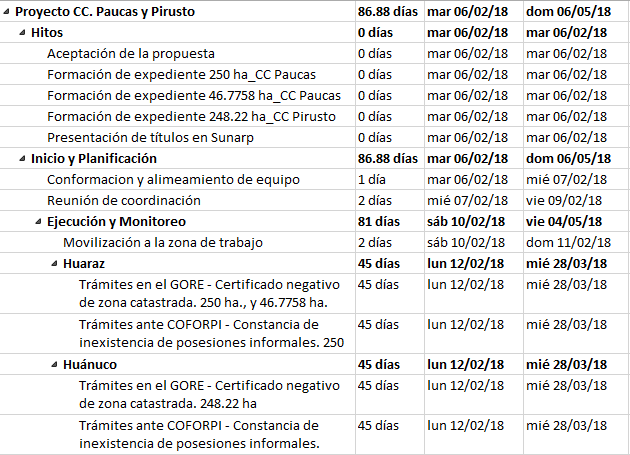 Proyecto CC. Paucas y Pirusto 86.88 días mar 06/02/18 dom 06/05/18
Hitos 0 días mar 06/02/18 mar 06/02/18
Aceptación de la propuesta 0 días mar 06/02/18 mar 06/02/18
Formación de expediente 250 ha_CC Paucas 0 días mar 06/02/18 mar 06/02/18
Formación de expediente 46.7758 ha_CC Paucas 0 días mar 06/02/18 mar 06/02/18
Formación de expediente 248.22 ha_CC Pirusto 0 días mar 06/02/18 mar 06/02/18
Presentación de títulos en Sunarp 0 días mar 06/02/18 mar 06/02/18
Inicio y Planificación 86.88 días mar 06/02/18 dom 06/05/18
Conformacion y alimeamiento de equipo 1 día mar 06/02/18 mié 07/02/18
Reunión de coordinación 2 días mié 07/02/18 vie 09/02/18
Ejecución y Monitoreo 81 días sáb 10/02/18 vie 04/05/18
Movilización a la zona de trabajo 2 días sáb 10/02/18 dom 11/02/18
Huaraz 45 días lun 12/02/18 mié 28/03/18
Trámites en el GORE - Certificado negativo 45 días lun 12/02/18 mié 28/03/18
de zona catastrada. 250 ha., y 46.7758 ha.
Trámites ante COFORPI - Constancia de 45 días lun 12/02/18 mié 28/03/18
inexistencia de posesiones informales. 250
Huánuco 45 días lun 12/02/18 mié 28/03/18
Trámites en el GORE - Certificado negativo 45 días lun 12/02/18 mié 28/03/18
de zona catastrada. 248.22 ha
Trámites ante COFORPI - Constancia de 45 días lun 12/02/18 mié 28/03/18
inexistencia de posesiones informales.